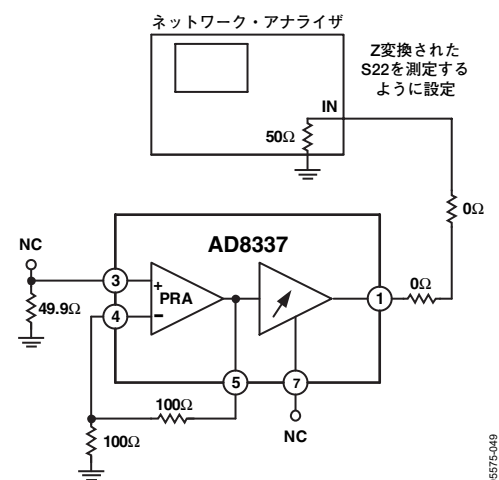 ネットワーク・アナライザ
Z変換された
S22を測定する
ように設定
IN
50Ω
0Ω
AD8337
0Ω
NC
3
+
PRA
1
49.9Ω
4
−
5
7
100Ω
NC
100Ω
05575-049